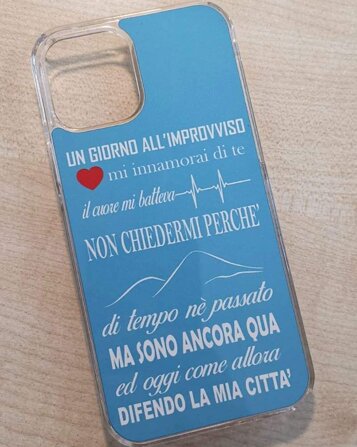 UN GIORNO ALL'IMPROVVISO
mi innamorai di te
il cuore mi batteva
NON CHIEDERMI PERCHE'
di tempo nè passato
MA SONO ANCORA QUA
ed oggi come allora
DIFENDO LA MIA CITTA'